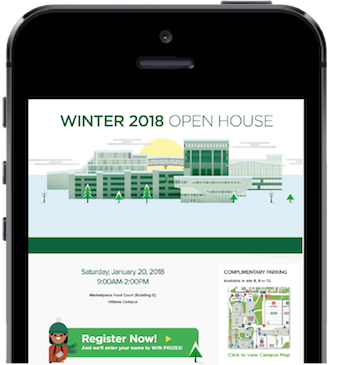 WINTER 2018 OPEN HOUSE
Saturday, January 20, 2018
9:00AM-2:00PM
Marketplace Food Court (Building D)
Ottawa Campus
Register Now!
And we'll enter your name to WIN PRIZES!
COMPLIMENTARY PARKING
Available in lots 8, 9 or 12.
Click to view Campus Map